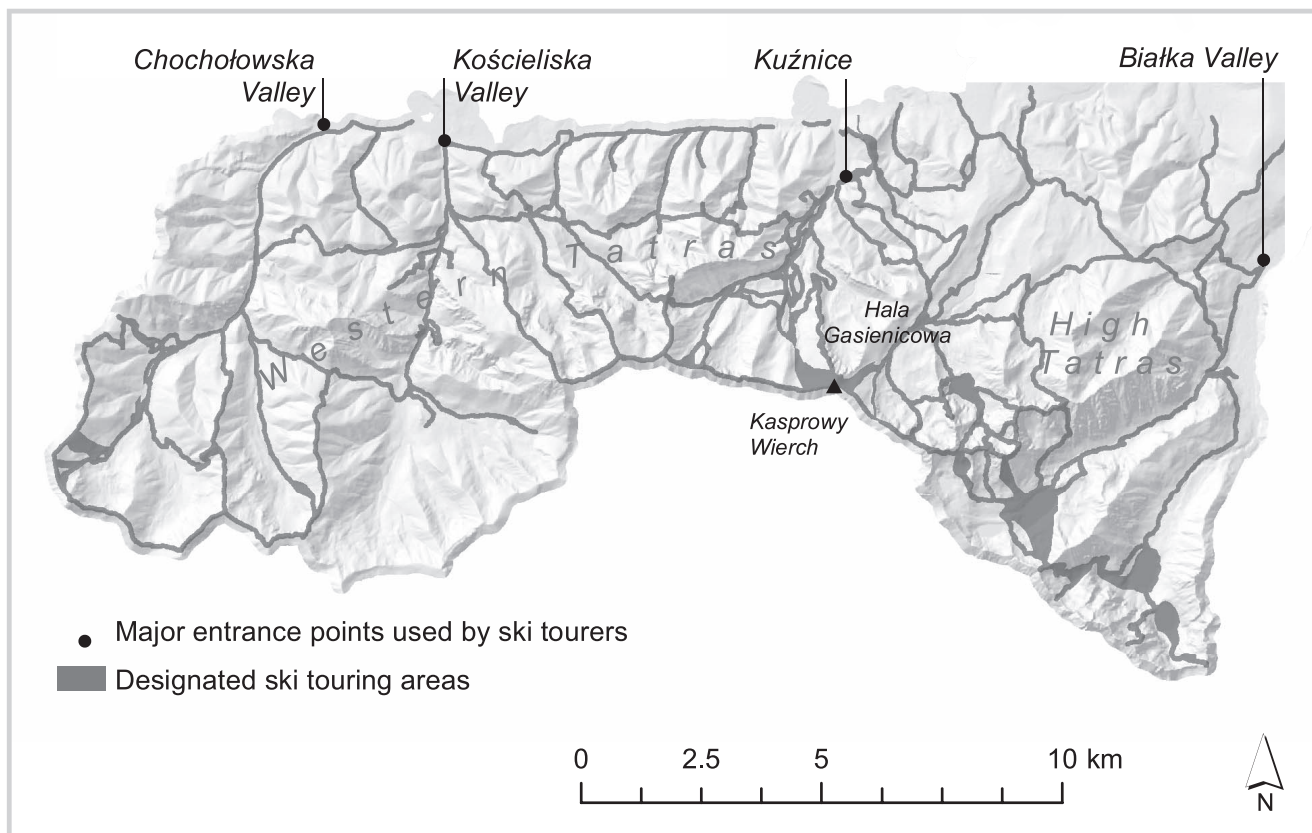 Chochołowska
Valley
Kościeliska
Valley
Kuźnice
Białka Valley
Western Tatras
Hala
Gasienicowa
High
Tatras
Kasprowy
Wierch
Major entrance points used by ski tourers
Designated ski touring areas
0 2.5 5 10 km
N